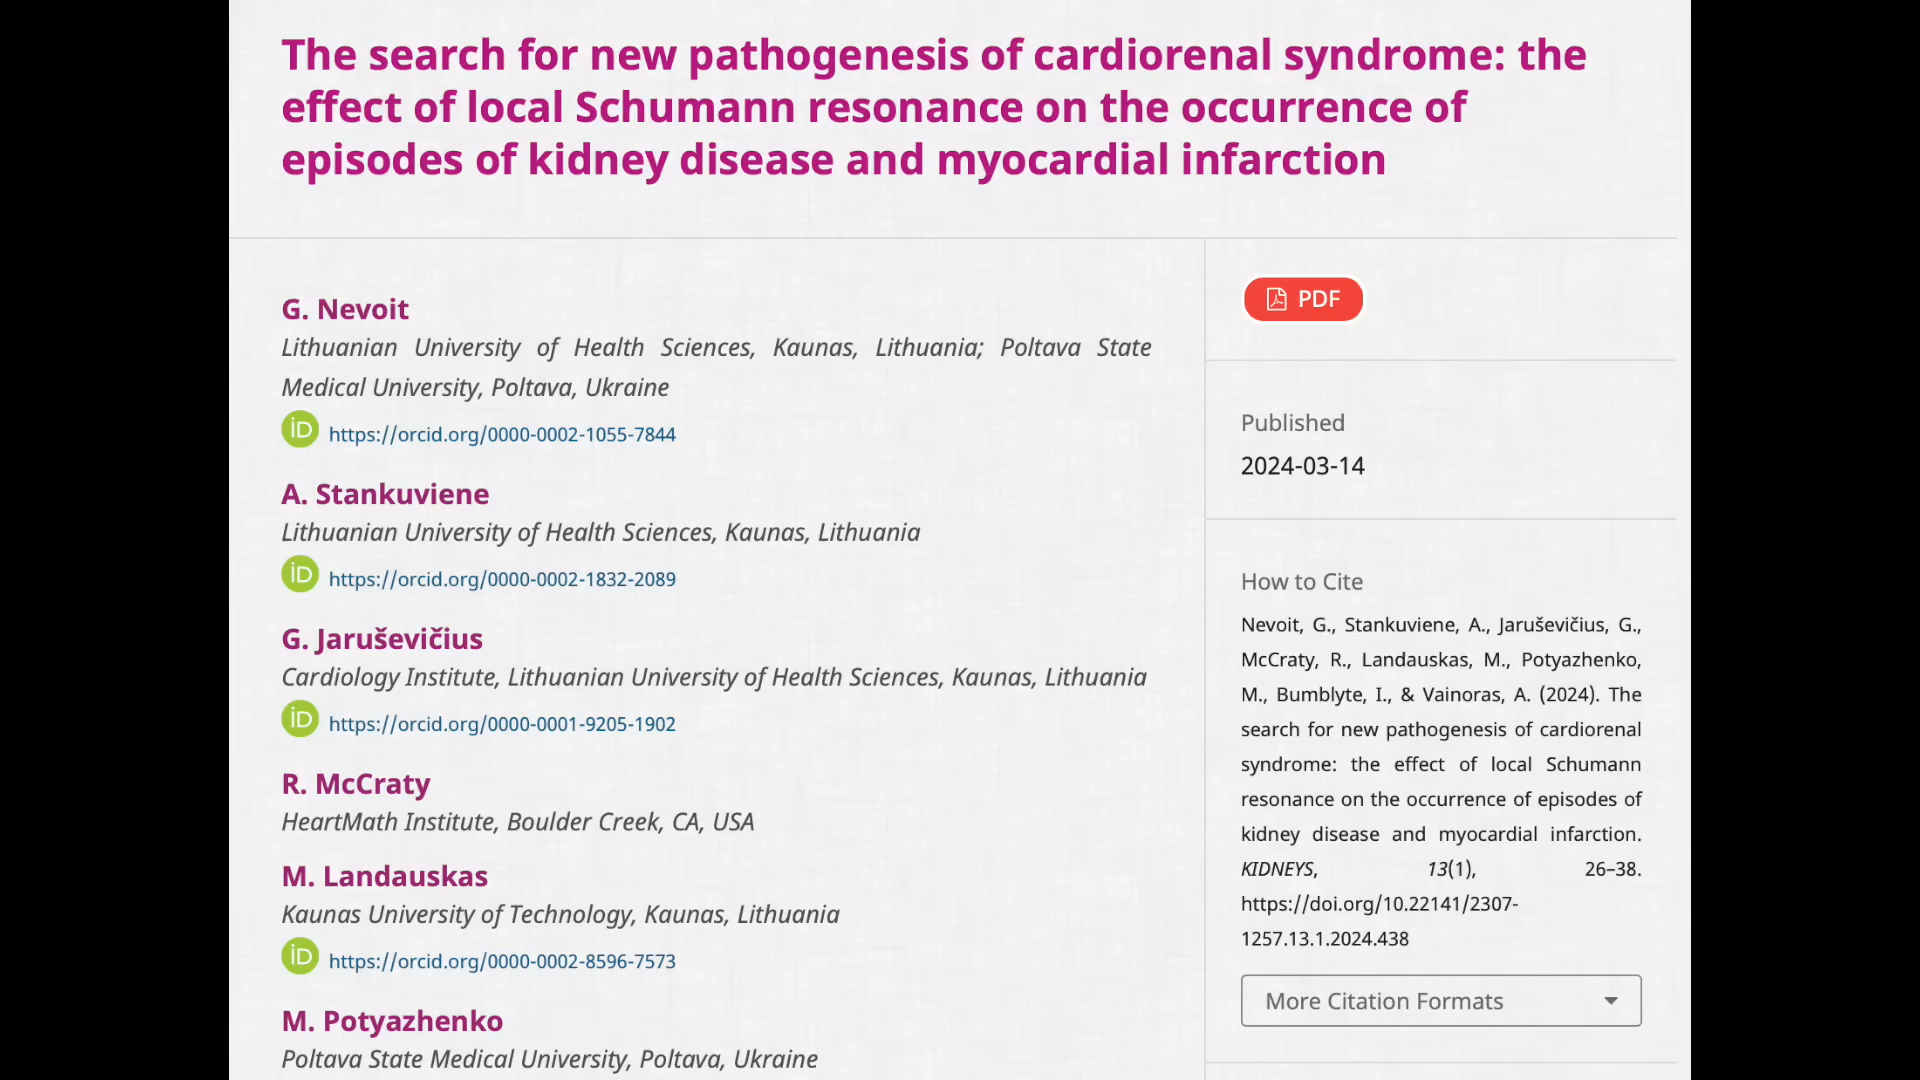 The search for new pathogenesis of cardiorenal syndrome: the
effect of local Schumann resonance on the occurrence of
episodes of kidney disease and myocardial infarction
G. Nevoit
Lithuanian University of Health Sciences, Kaunas, Lithuania; Poltava State
Medical University, Poltava, Ukraine
iD https://orcid.org/0000-0002-1055-7844
A. Stankuviene
Lithuanian University of Health Sciences, Kaunas, Lithuania
iD https://orcid.org/0000-0002-1832-2089
G. Jaruševičius
Cardiology Institute, Lithuanian University of Health Sciences, Kaunas, Lithuania
iD https://orcid.org/0000-0001-9205-1902
R. McCraty
HeartMath Institute, Boulder Creek, CA, USA
M. Landauskas
Kaunas University of Technology, Kaunas, Lithuania
iD https://orcid.org/0000-0002-8596-7573
M. Potyazhenko
Poltava State Medical University, Poltava, Ukraine
PDF
Published
2024-03-14
How to Cite
Nevoit, G., Stankuviene, A., Jaruševičius, G.,
McCraty, R., Landauskas, M., Potyazhenko,
M., Bumblyte, I., & Vainoras, A. (2024). The
search for new pathogenesis of cardiorenal
syndrome: the effect of local Schumann
resonance on the occurrence of episodes of
kidney disease and myocardial infarction.
KIDNEYS, 13(1), 26–38.
https://doi.org/10.22141/2307-
1257.13.1.2024.438
More Citation Formats